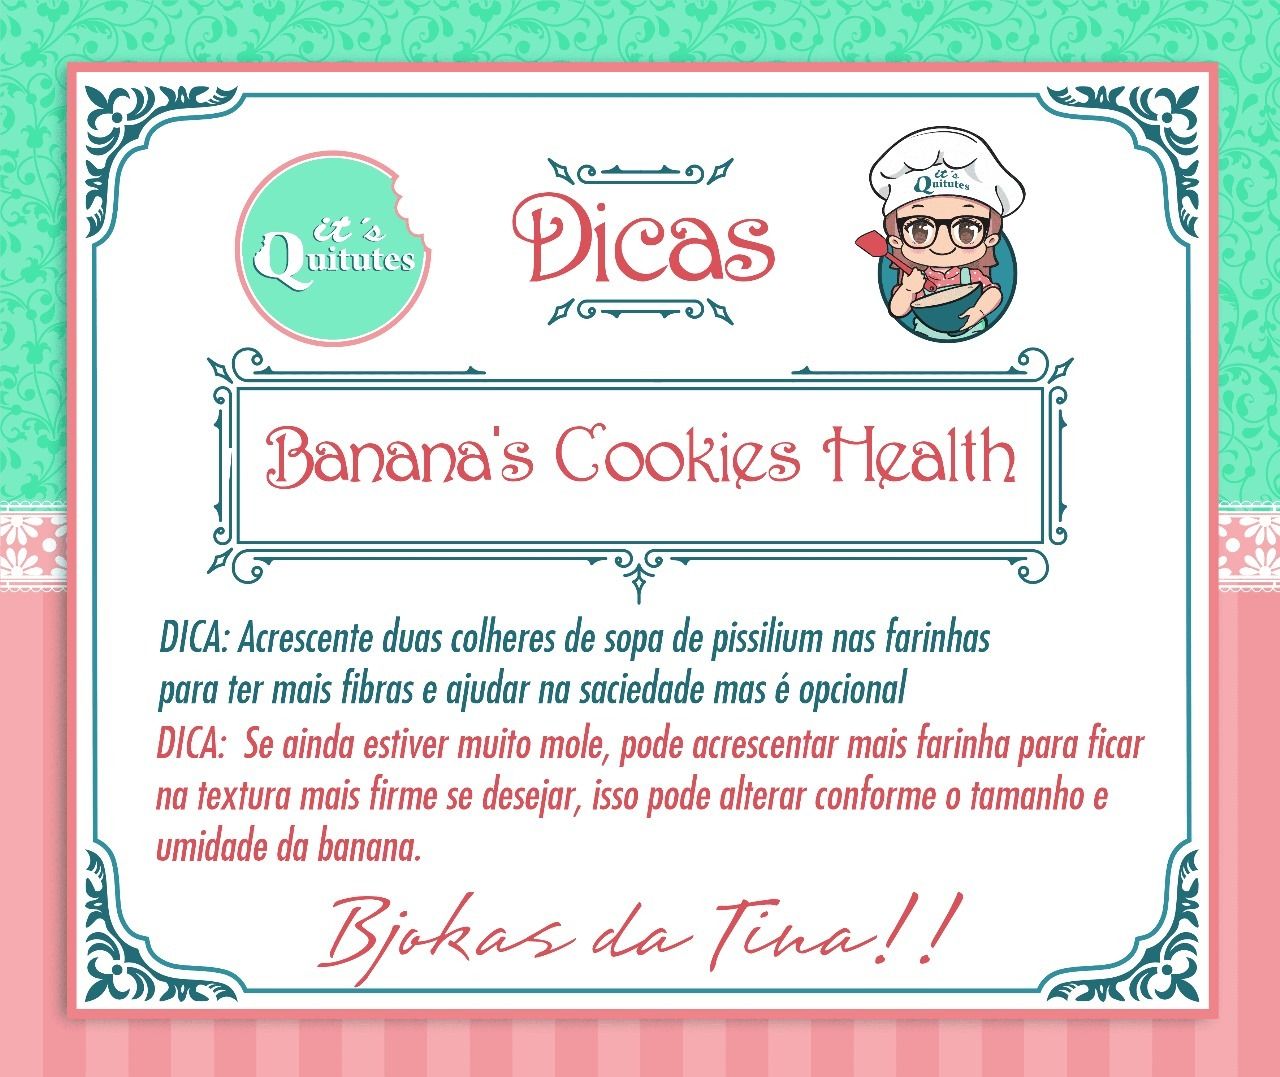 it's
Quitutes
Dicas
it's
Quitutes
Banana's Cookies Health
DICA: Acrescente duas colheres de sopa de pissilium nas farinhas
para ter mais fibras e ajudar na saciedade mas é opcional
DICA: Se ainda estiver muito mole, pode acrescentar mais farinha para ficar
na textura mais firme se desejar, isso pode alterar conforme o tamanho e
umidade da banana.
Bjokas da Tina!!